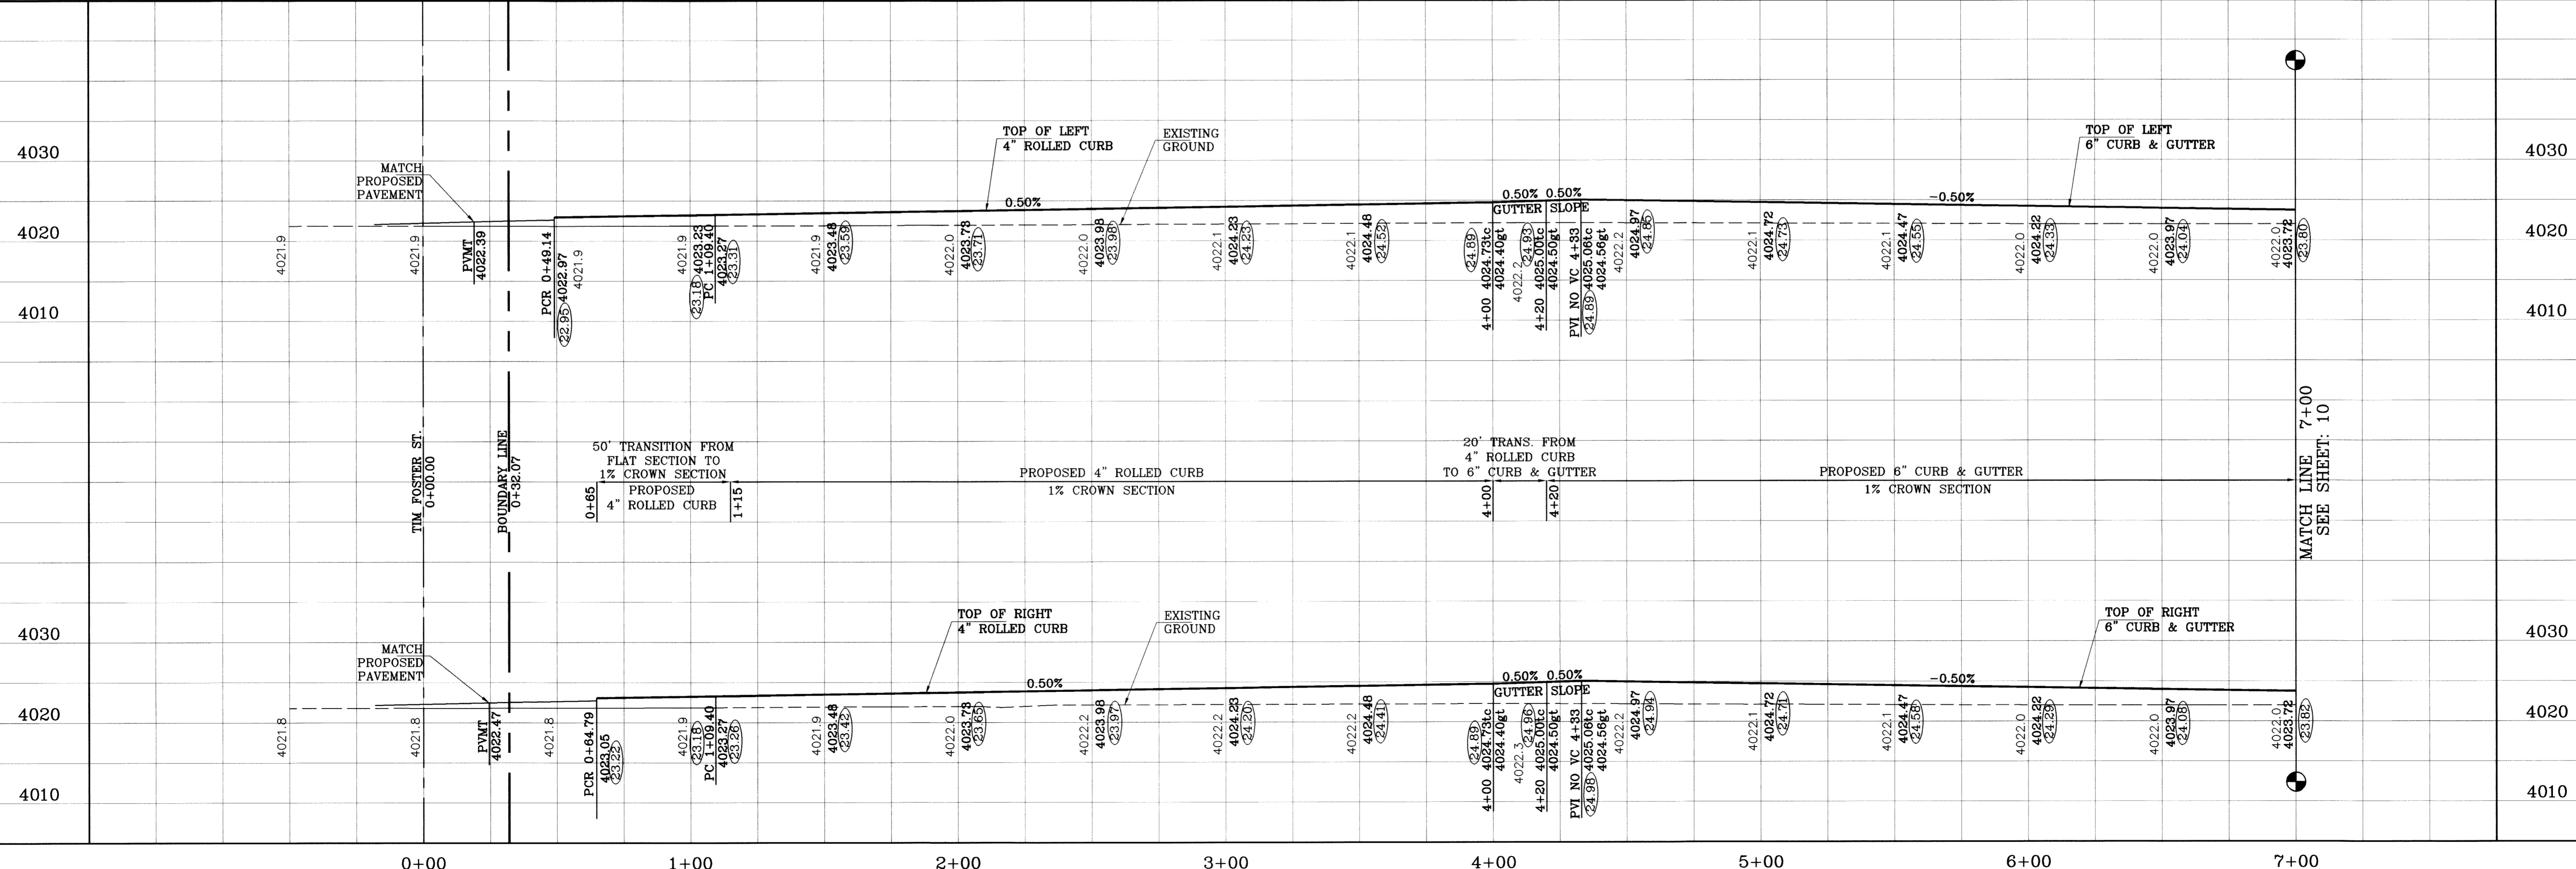 4030
4020
4010
MATCH
PROPOSED
PAVEMENT
TOP OF LEFT
4" ROLLED CURB
EXISTING
GROUND
TOP OF LEFT
6" CURB & GUTTER
4030
4020
4010
0.50%
0.50% 0.50%
GUTTER SLOPE
-0.50%
4021.9
4021.9
PVMT
4022.39
PCR 0+49.14
4022.97
22.95
4021.9
4021.9
4023.23
23.18
PC 1+09.40
4023.27
23.31
4021.9
4023.48
23.59
4022.0
4023.73
23.71
4022.0
4023.98
23.98
4022.1
4024.23
24.23
4022.1
4024.48
24.52
24.89
4+00 4024.73tc
4024.40gt
4022.2
24.93
4+20 4025.00tc
4024.50gt
PVI NO VC 4+33
24.89
4025.06tc
4024.56gt
4022.2
4024.97
24.85
4022.1
4024.72
24.73
4022.1
4024.47
24.55
4022.0
4024.22
24.33
4022.0
4023.97
24.04
4022.0
4023.72
23.80
TIM FOSTER ST.
0+00.00
BOUNDARY LINE
0+32.07
50' TRANSITION FROM
FLAT SECTION TO
1% CROWN SECTION
0+65
PROPOSED
4" ROLLED CURB
1+15
PROPOSED 4" ROLLED CURB
1% CROWN SECTION
20' TRANS. FROM
4" ROLLED CURB
TO 6" CURB & GUTTER
4+00
4+20
PROPOSED 6" CURB & GUTTER
1% CROWN SECTION
MATCH LINE 7+00
SEE SHEET: 10
4030
4020
4010
MATCH
PROPOSED
PAVEMENT
TOP OF RIGHT
4" ROLLED CURB
EXISTING
GROUND
TOP OF RIGHT
6" CURB & GUTTER
4030
4020
4010
0.50%
0.50% 0.50%
GUTTER SLOPE
-0.50%
4021.8
4021.8
PVMT
4022.47
4021.8
PCR 0+64.79
4023.05
23.22
4021.9
23.18
PC 1+09.40
4023.27
23.26
4021.9
4023.48
23.42
4022.0
4023.73
23.65
4022.2
4023.98
23.97
4022.2
4024.23
24.20
4022.2
4024.48
24.41
24.89
4+00 4024.73tc
4024.40gt
4022.3
24.96
4+20 4025.00tc
4024.50gt
PVI NO VC 4+33
24.98
4025.06tc
4024.56gt
4022.2
4024.97
24.94
4022.1
4024.72
24.71
4022.1
4024.47
24.58
4022.0
4024.22
24.29
4022.0
4023.97
24.08
4022.0
4023.72
23.82
0+00
1+00
2+00
3+00
4+00
5+00
6+00
7+00